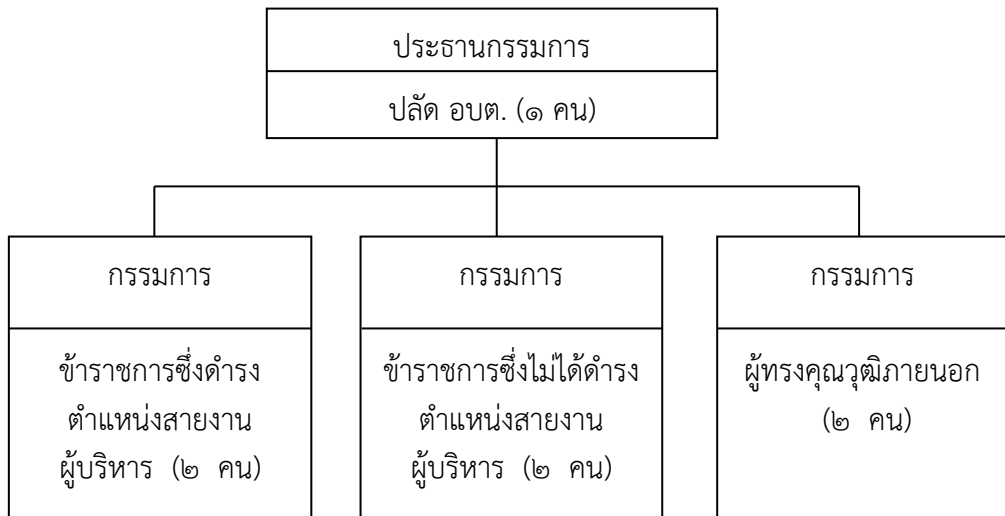 ประธานกรรมการ
ปลัด อบต. (๑ คน)
กรรมการ
ข้าราชการซึ่งดำรง
ตำแหน่งสายงาน
ผู้บริหาร (๒ คน)
กรรมการ
ข้าราชการซึ่งไม่ได้ดำรง
ตำแหน่งสายงาน
ผู้บริหาร (๒ คน)
กรรมการ
ผู้ทรงคุณวุฒิภายนอก
(๒ คน)